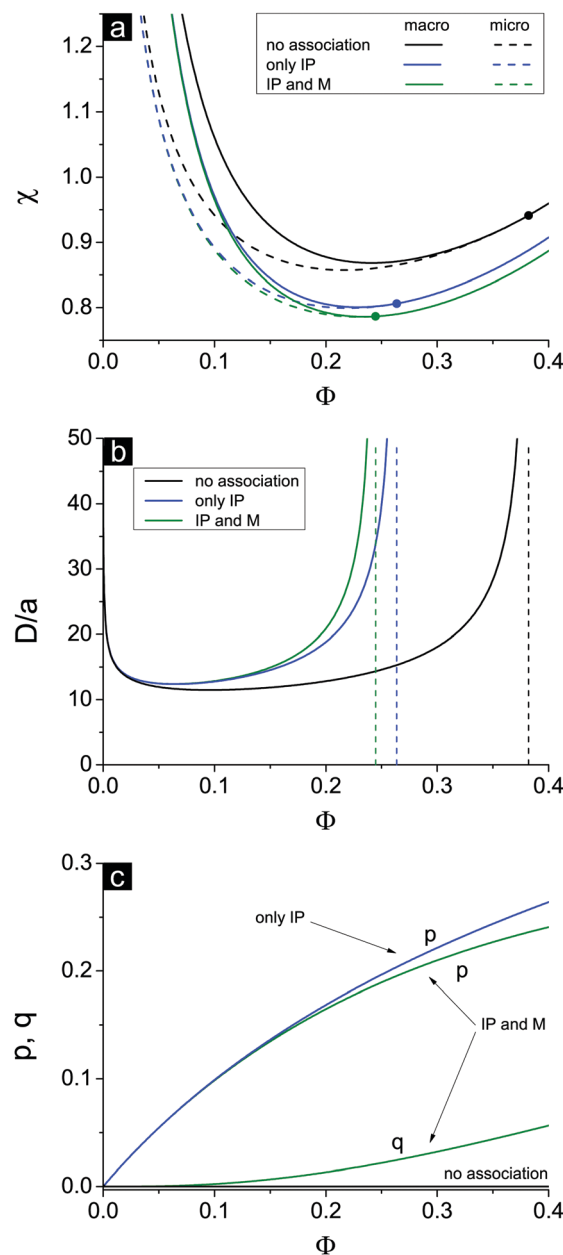 a
macro micro
no association
only IP
IP and M
1.2
1.1
1.0
0.9
0.8
χ
0.0 0.1 0.2 0.3 0.4
Φ
b
no association
only IP
IP and M
50
40
30
20
10
0
D/a
0.0 0.1 0.2 0.3 0.4
Φ
c
0.3
0.2
0.1
0.0
p, q
only IP
p
p
IP and M
q
no association
0.0 0.1 0.2 0.3 0.4
Φ